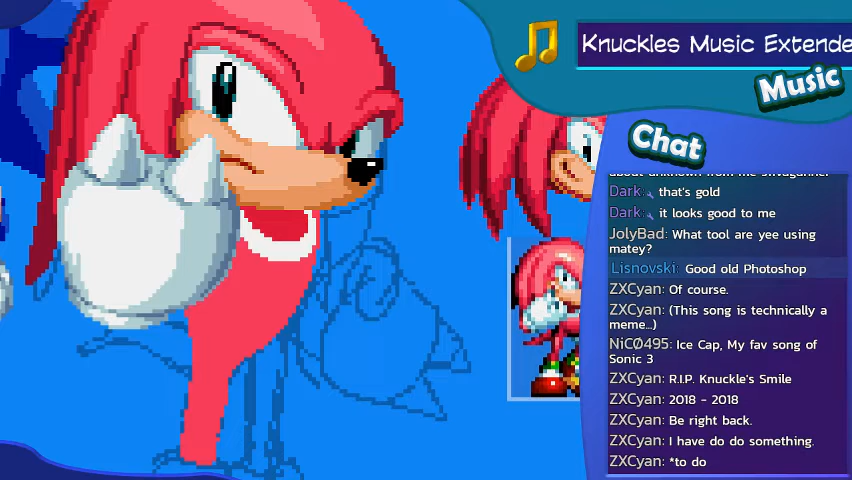 Knuckles Music Extende
Music
Chat
Dark: that's gold
Dark: it looks good to me
JolyBad: What tool are yee using
matey?
Lisnovski: Good old Photoshop
ZXCyan: Of course.
ZXCyan: (This song is technically a
meme...)
NiCØ495: Ice Cap, My fav song of
Sonic 3
ZXCyan: R.I.P. Knuckle's Smile
ZXCyan: 2018 - 2018
ZXCyan: Be right back.
ZXCyan: I have do do something.
ZXCyan: *to do